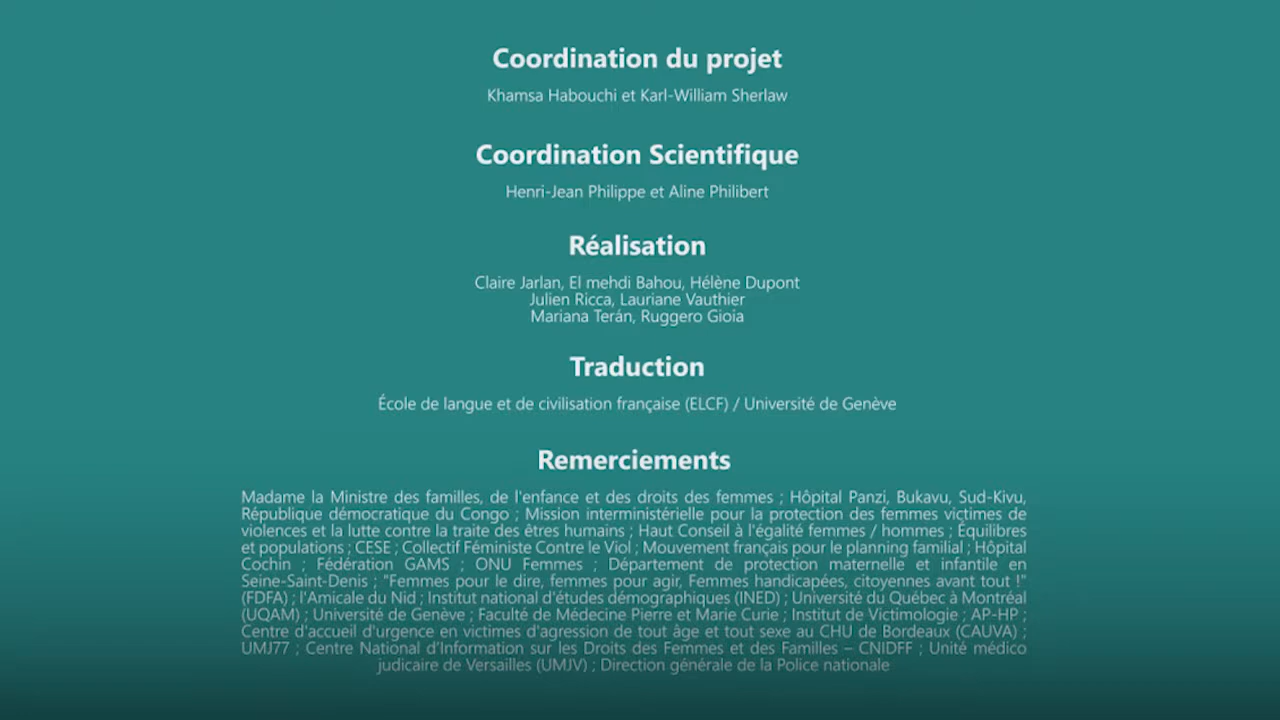 Coordination du projet
Khamsa Habouchi et Karl-William Sherlaw
Coordination Scientifique
Henri-Jean Philippe et Aline Philibert
Réalisation
Claire Jarlan, El mehdi Bahou, Hélène Dupont
Julien Ricca, Lauriane Vauthier
Mariana Terán, Ruggero Gioia
Traduction
École de langue et de civilisation française (ELCF) / Université de Genève
Remerciements
Madame la Ministre des familles, de l'enfance et des droits des femmes ; Hôpital Panzi, Bukavu, Sud-Kivu,
République démocratique du Congo ; Mission interministérielle pour la protection des femmes victimes de
violences et la lutte contre la traite des êtres humains ; Haut Conseil à l'égalité femmes / hommes ; Équilibres
et populations ; CESE ; Collectif Féministe Contre le Viol ; Mouvement français pour le planning familial ; Hôpital
Cochin ; Fédération GAMS ; ONU Femmes ; Département de protection maternelle et infantile en
Seine-Saint-Denis ; "Femmes pour le dire, femmes pour agir, Femmes handicapées, citoyennes avant tout !"
(FDFA) ; l'Amicale du Nid ; Institut national d'études démographiques (INED) ; Université du Québec à Montréal
(UQAM) ; Université de Genève ; Faculté de Médecine Pierre et Marie Curie ; Institut de Victimologie ; AP-HP ;
Centre d'accueil d'urgence en victimes d'agression de tout âge et tout sexe au CHU de Bordeaux (CAUVA) ;
UMJ77 ; Centre National d'Information sur les Droits des Femmes et des Familles – CNIDFF ; Unité médico
judicaire de Versailles (UMJV) ; Direction générale de la Police nationale